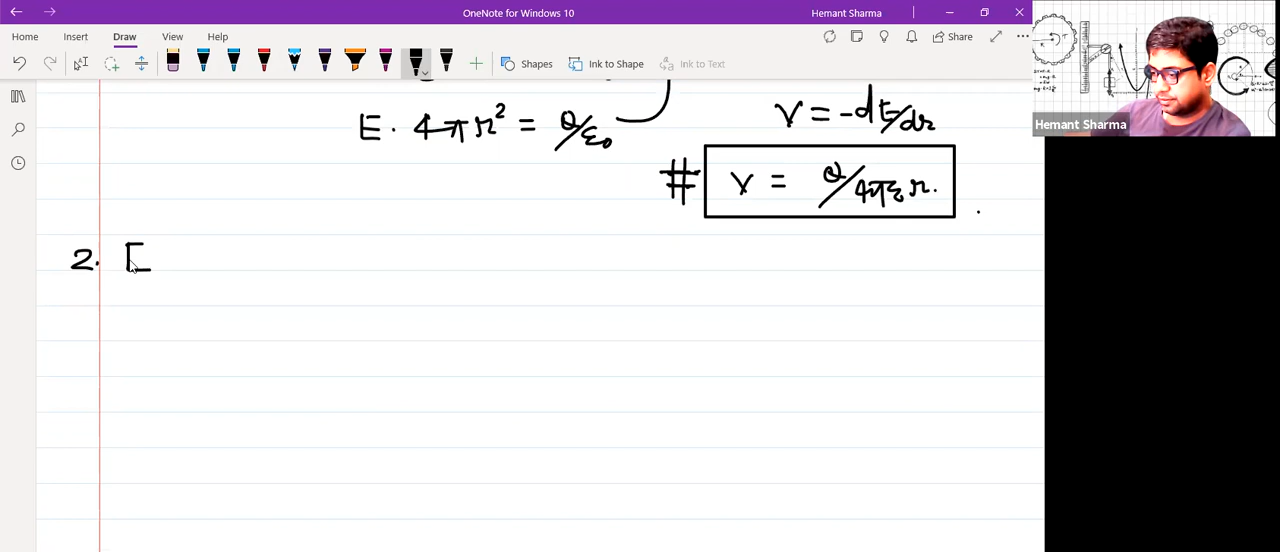 OneNote for Windows 10
Hemant Sharma
Home Insert Draw View Help
Share
Shapes Ink to Shape Ink to Text
E. 4πr² = Q/ε₀
V = -dE/dr
# V = Q/4πε r.
2. [
Hemant Sharma